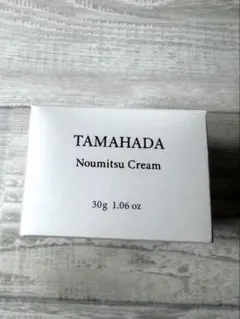 TAMAHADA
Noumitsu Cream
30g 1.06 oz